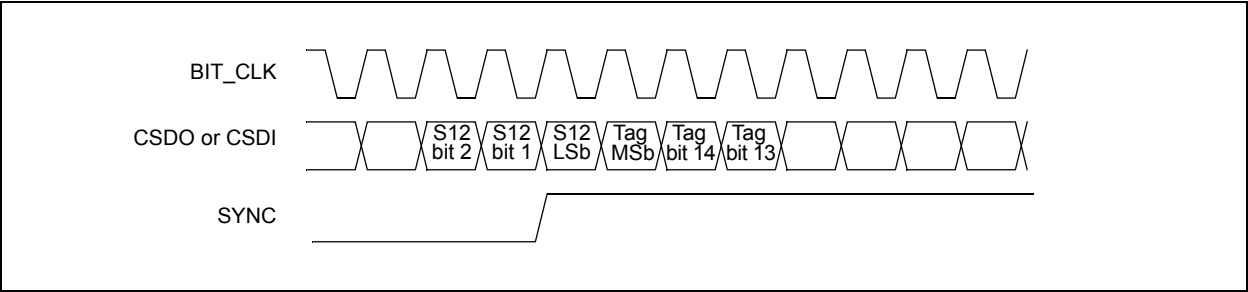 BIT_CLK
CSDO or CSDI
S12
bit 2
S12
bit 1
S12
LSb
Tag
MSb
Tag
bit 14
Tag
bit 13
SYNC